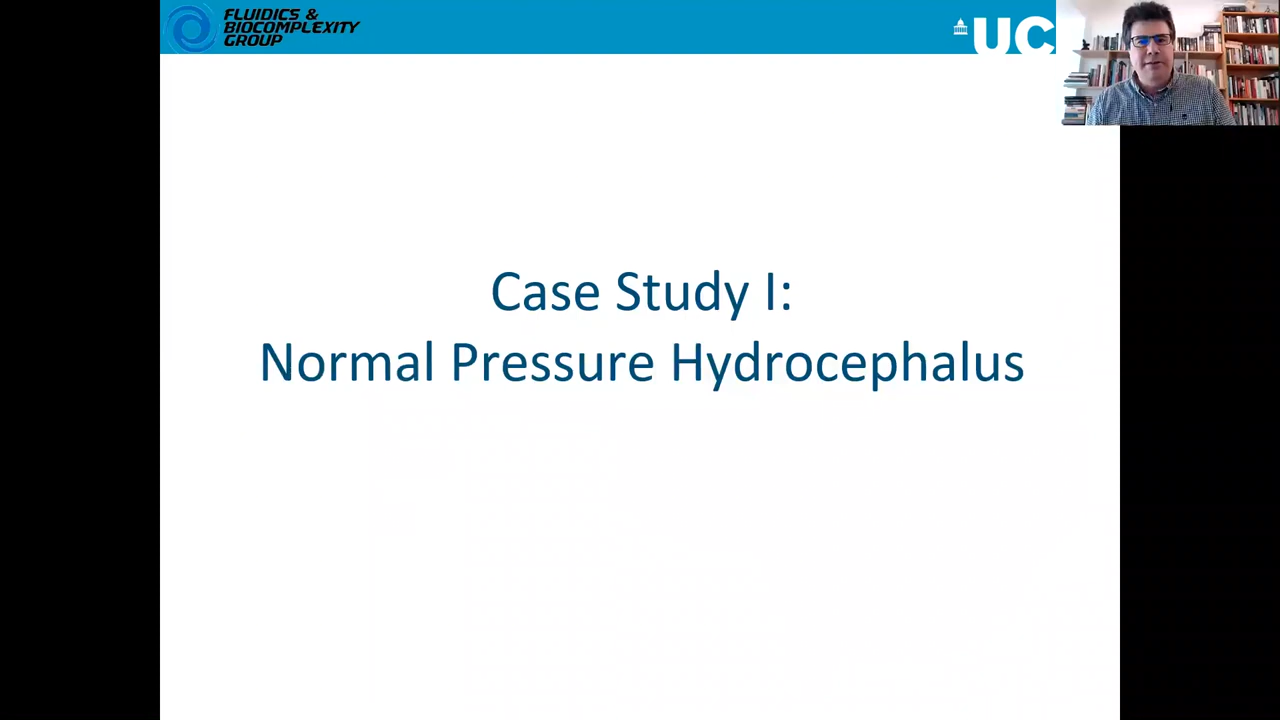 FLUIDICS &
BIOCOMPLEXITY
GROUP
UC
Case Study I:
Normal Pressure Hydrocephalus